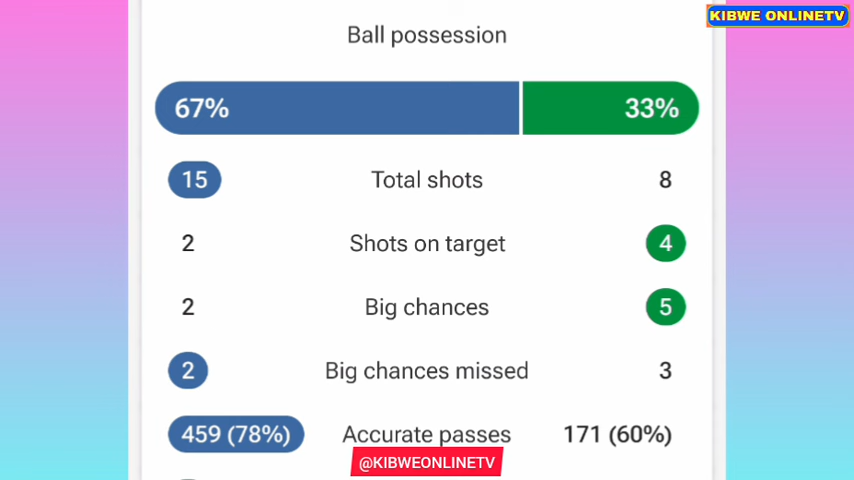 KIBWE ONLINETV
Ball possession
67% 33%
15 Total shots 8
2 Shots on target 4
2 Big chances 5
2 Big chances missed 3
459 (78%) Accurate passes 171 (60%)
@KIBWEONLINETV